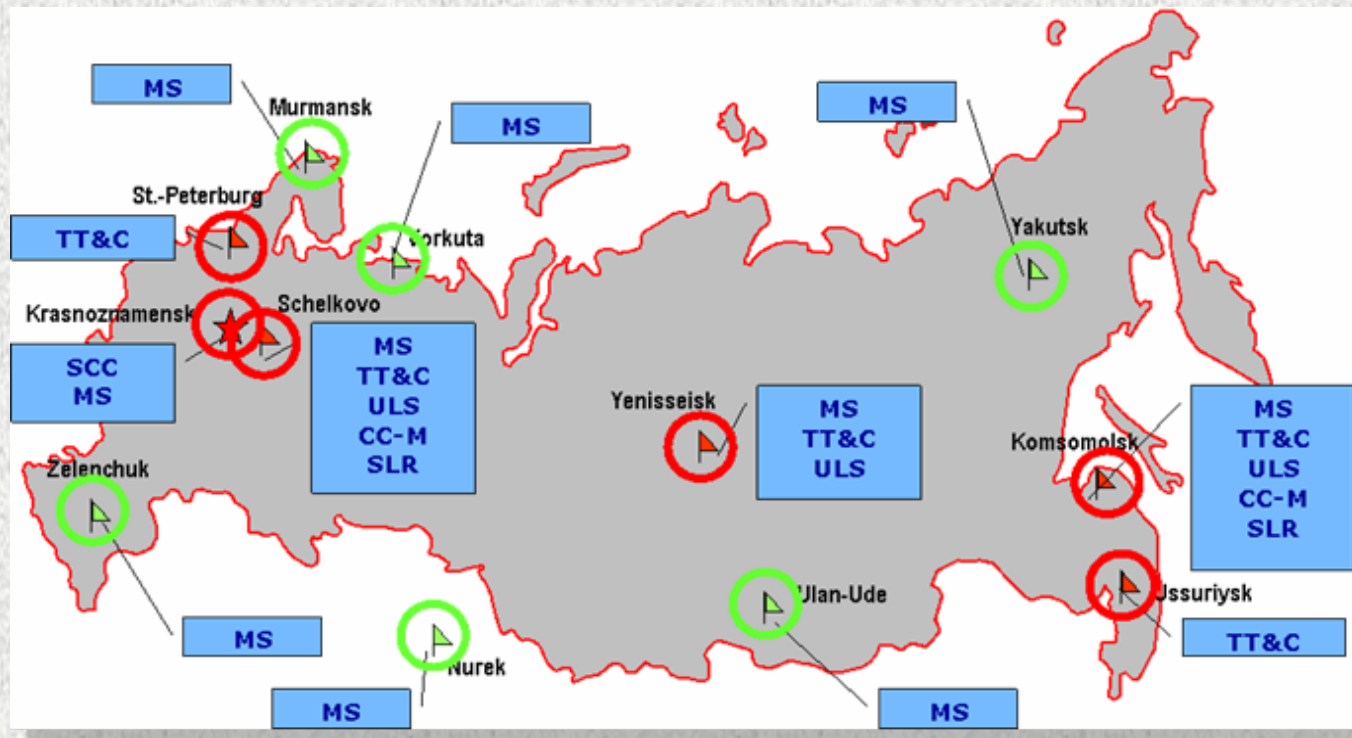 MS
Murmansk
MS
MS
St.-Peterburg
TT&C
Vorkuta
Yakutsk
Krasnoznamensk
Schelkovo
SCC
MS
MS
TT&C
ULS
CC-M
SLR
Yenisseisk
MS
TT&C
ULS
Komsomolsk
MS
TT&C
ULS
CC-M
SLR
Zelenchuk
MS
Nurek
MS
Ulan-Ude
MS
Ussuriysk
TT&C